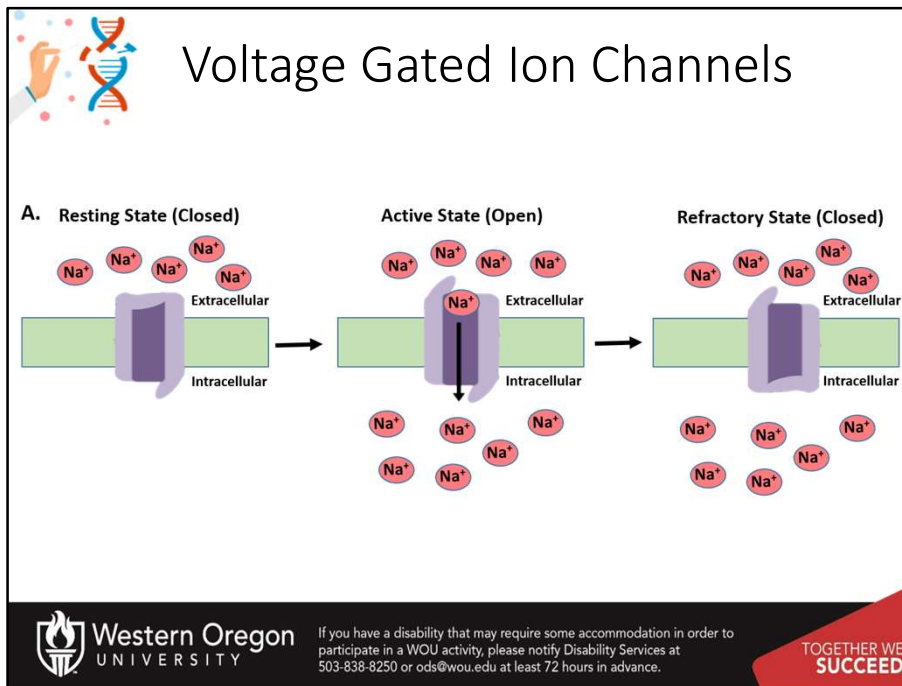 Voltage Gated Ion Channels
A. Resting State (Closed)
Na⁺
Na⁺
Na⁺
Na⁺
Na⁺
Extracellular
Intracellular
Active State (Open)
Na⁺
Na⁺
Na⁺
Na⁺
Na⁺
Extracellular
Intracellular
Na⁺
Na⁺
Na⁺
Na⁺
Na⁺
Na⁺
Refractory State (Closed)
Na⁺
Na⁺
Na⁺
Na⁺
Na⁺
Extracellular
Intracellular
Na⁺
Na⁺
Na⁺
Na⁺
Na⁺
Na⁺
Western Oregon
UNIVERSITY
If you have a disability that may require some accommodation in order to
participate in a WOU activity, please notify Disability Services at
503-838-8250 or ods@wou.edu at least 72 hours in advance.
TOGETHER WE
SUCCEED